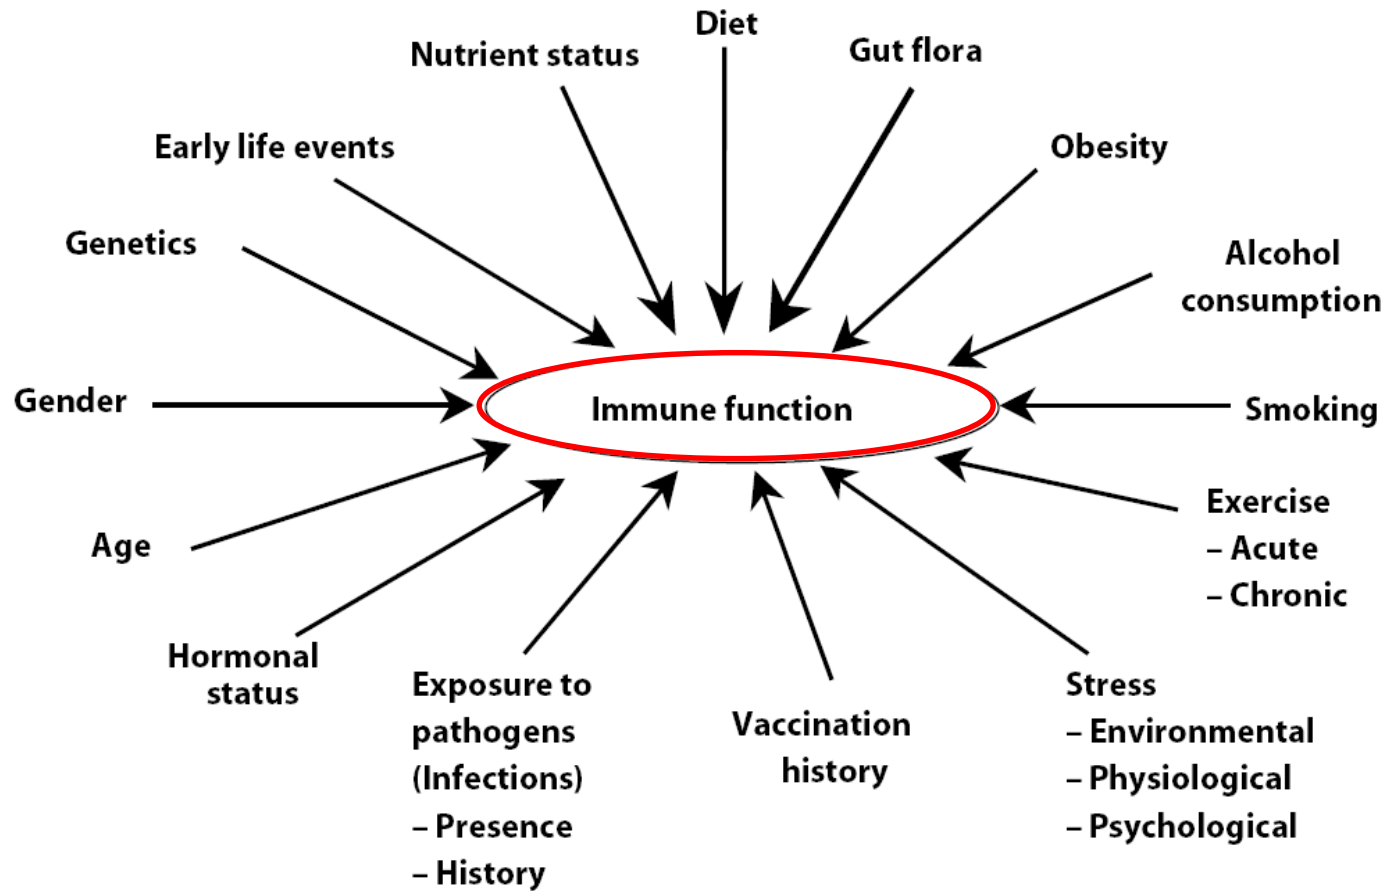 Diet
Nutrient status
Gut flora
Early life events
Obesity
Genetics
Alcohol
consumption
Gender
Immune function
Smoking
Age
Exercise
– Acute
– Chronic
Hormonal
status
Exposure to
pathogens
(Infections)
– Presence
– History
Vaccination
history
Stress
– Environmental
– Physiological
– Psychological